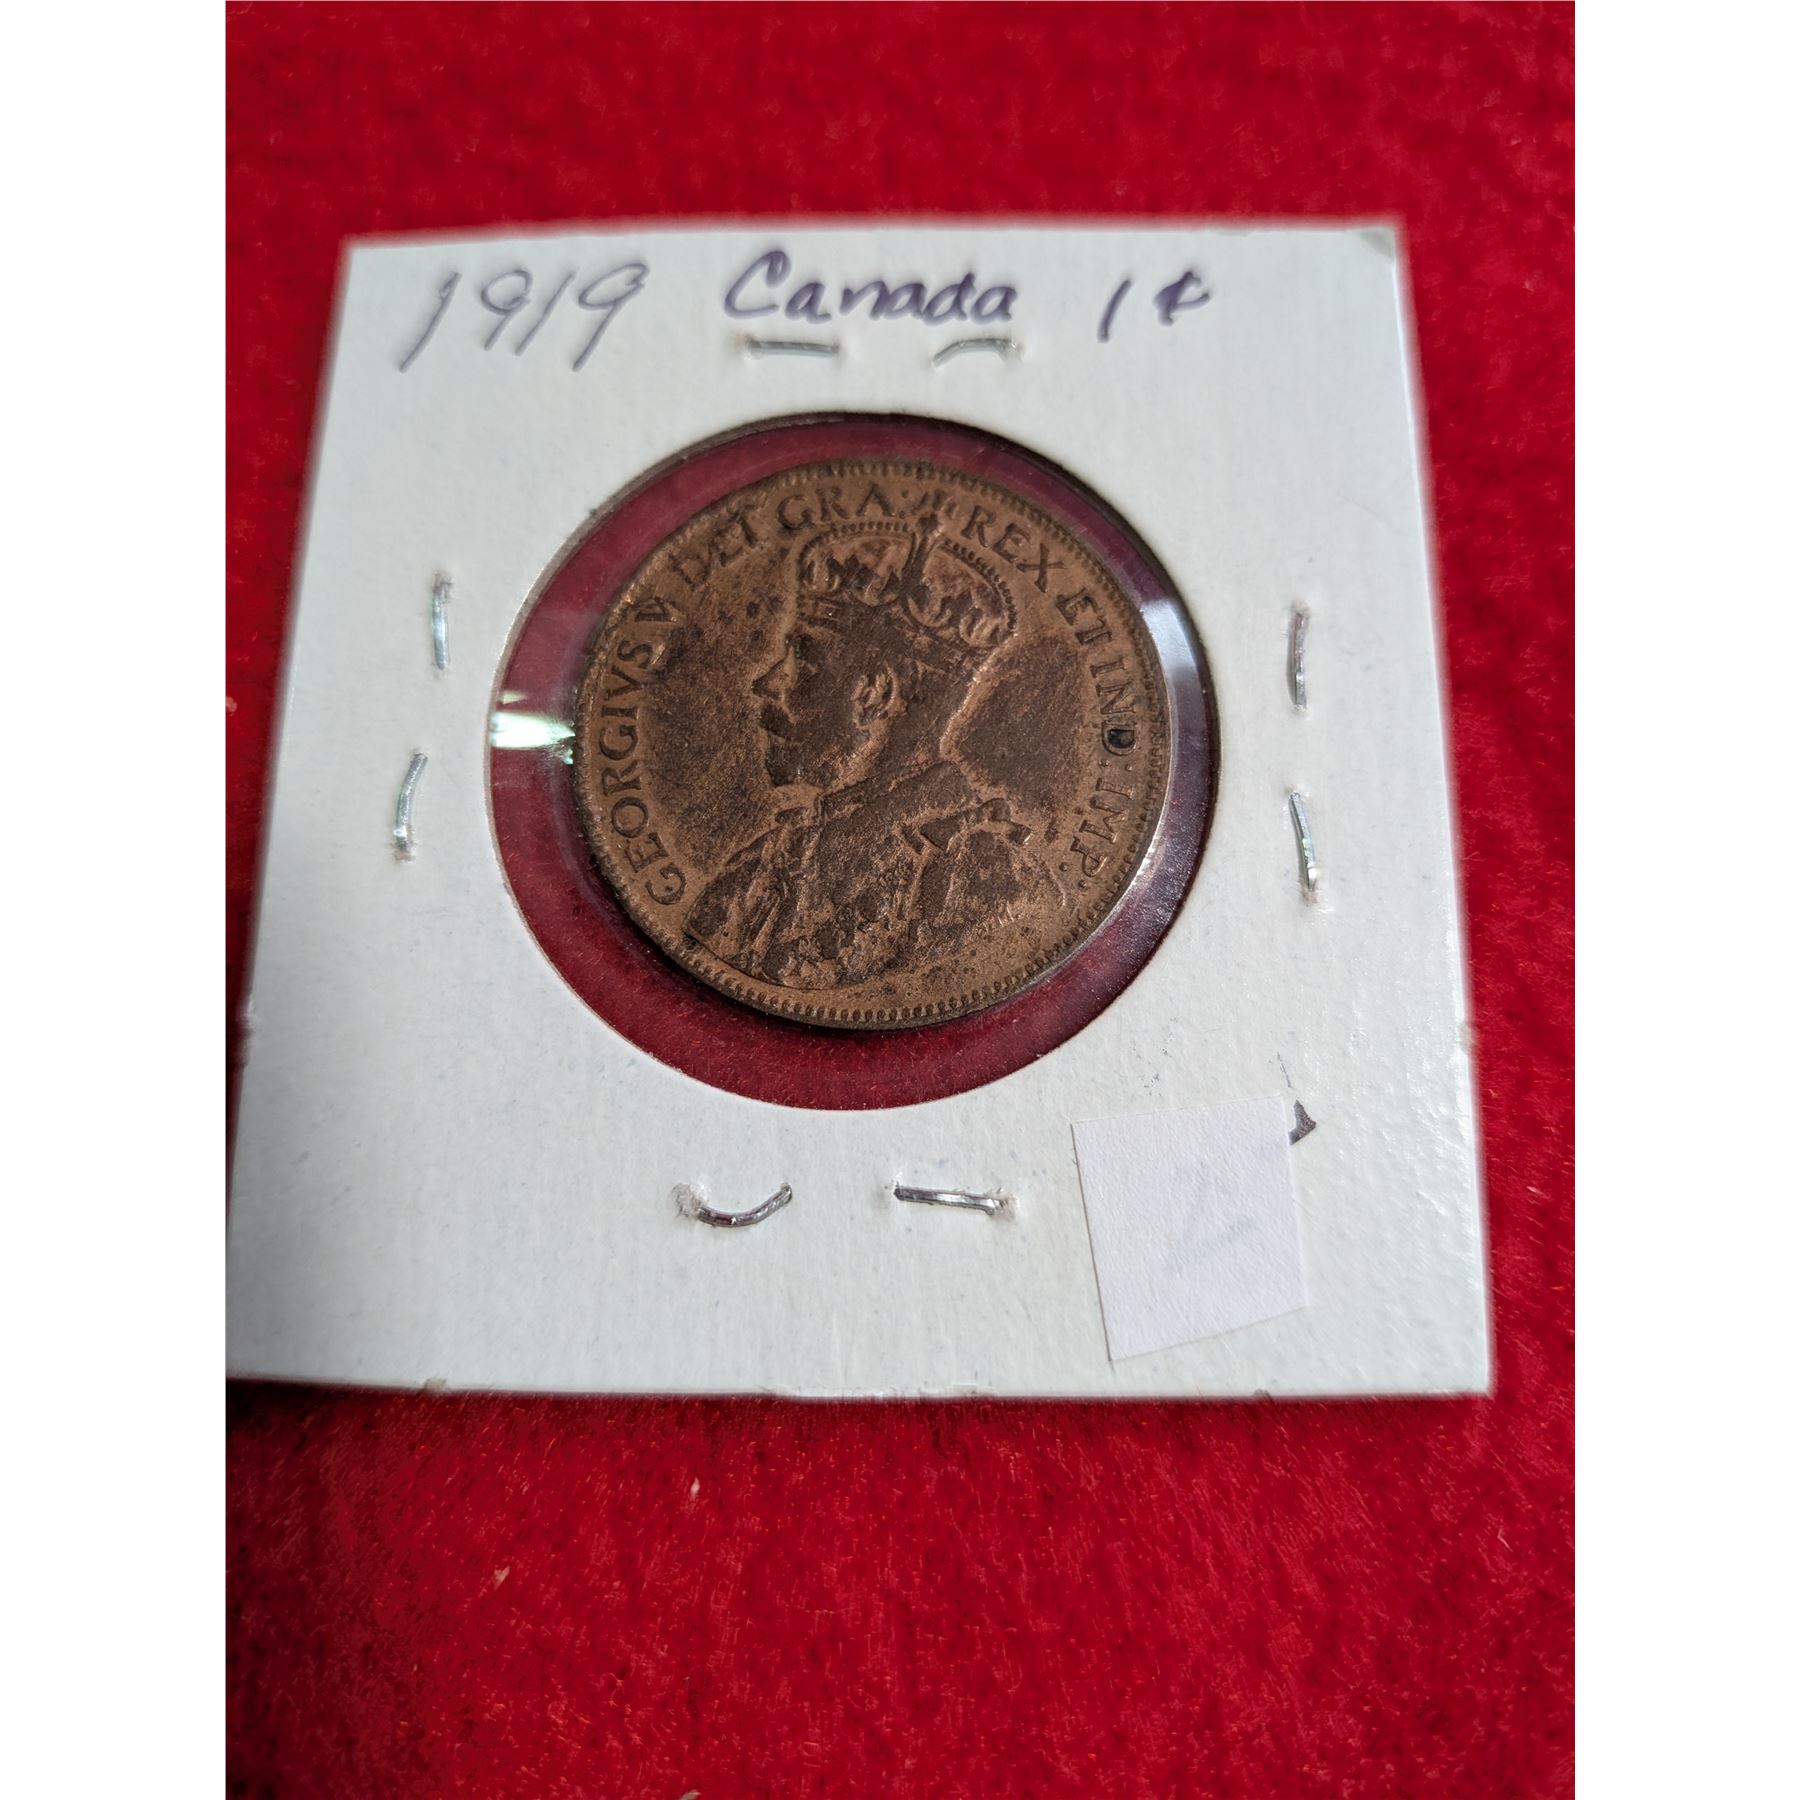 1919 Canada 1¢
GEORGIVS V DEI GRA: REX ET IND: IMP: